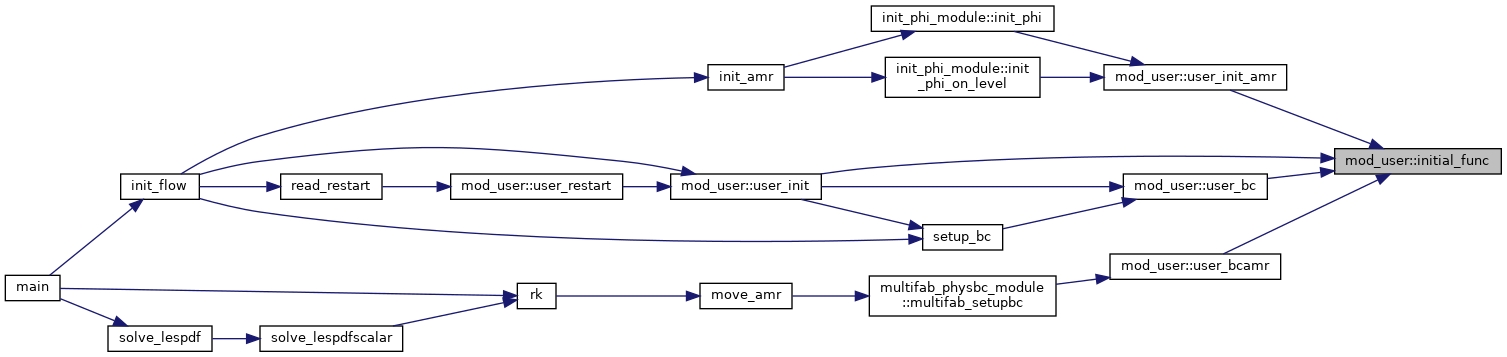 init_phi_module::init_phi
init_amr
init_phi_module::init
_phi_on_level
mod_user::user_init_amr
mod_user::initial_func
init_flow
read_restart
mod_user::user_restart
mod_user::user_init
mod_user::user_bc
setup_bc
mod_user::user_bcamr
main
rk
move_amr
multifab_physbc_module
::multifab_setupbc
solve_lespdf
solve_lespdfscalar